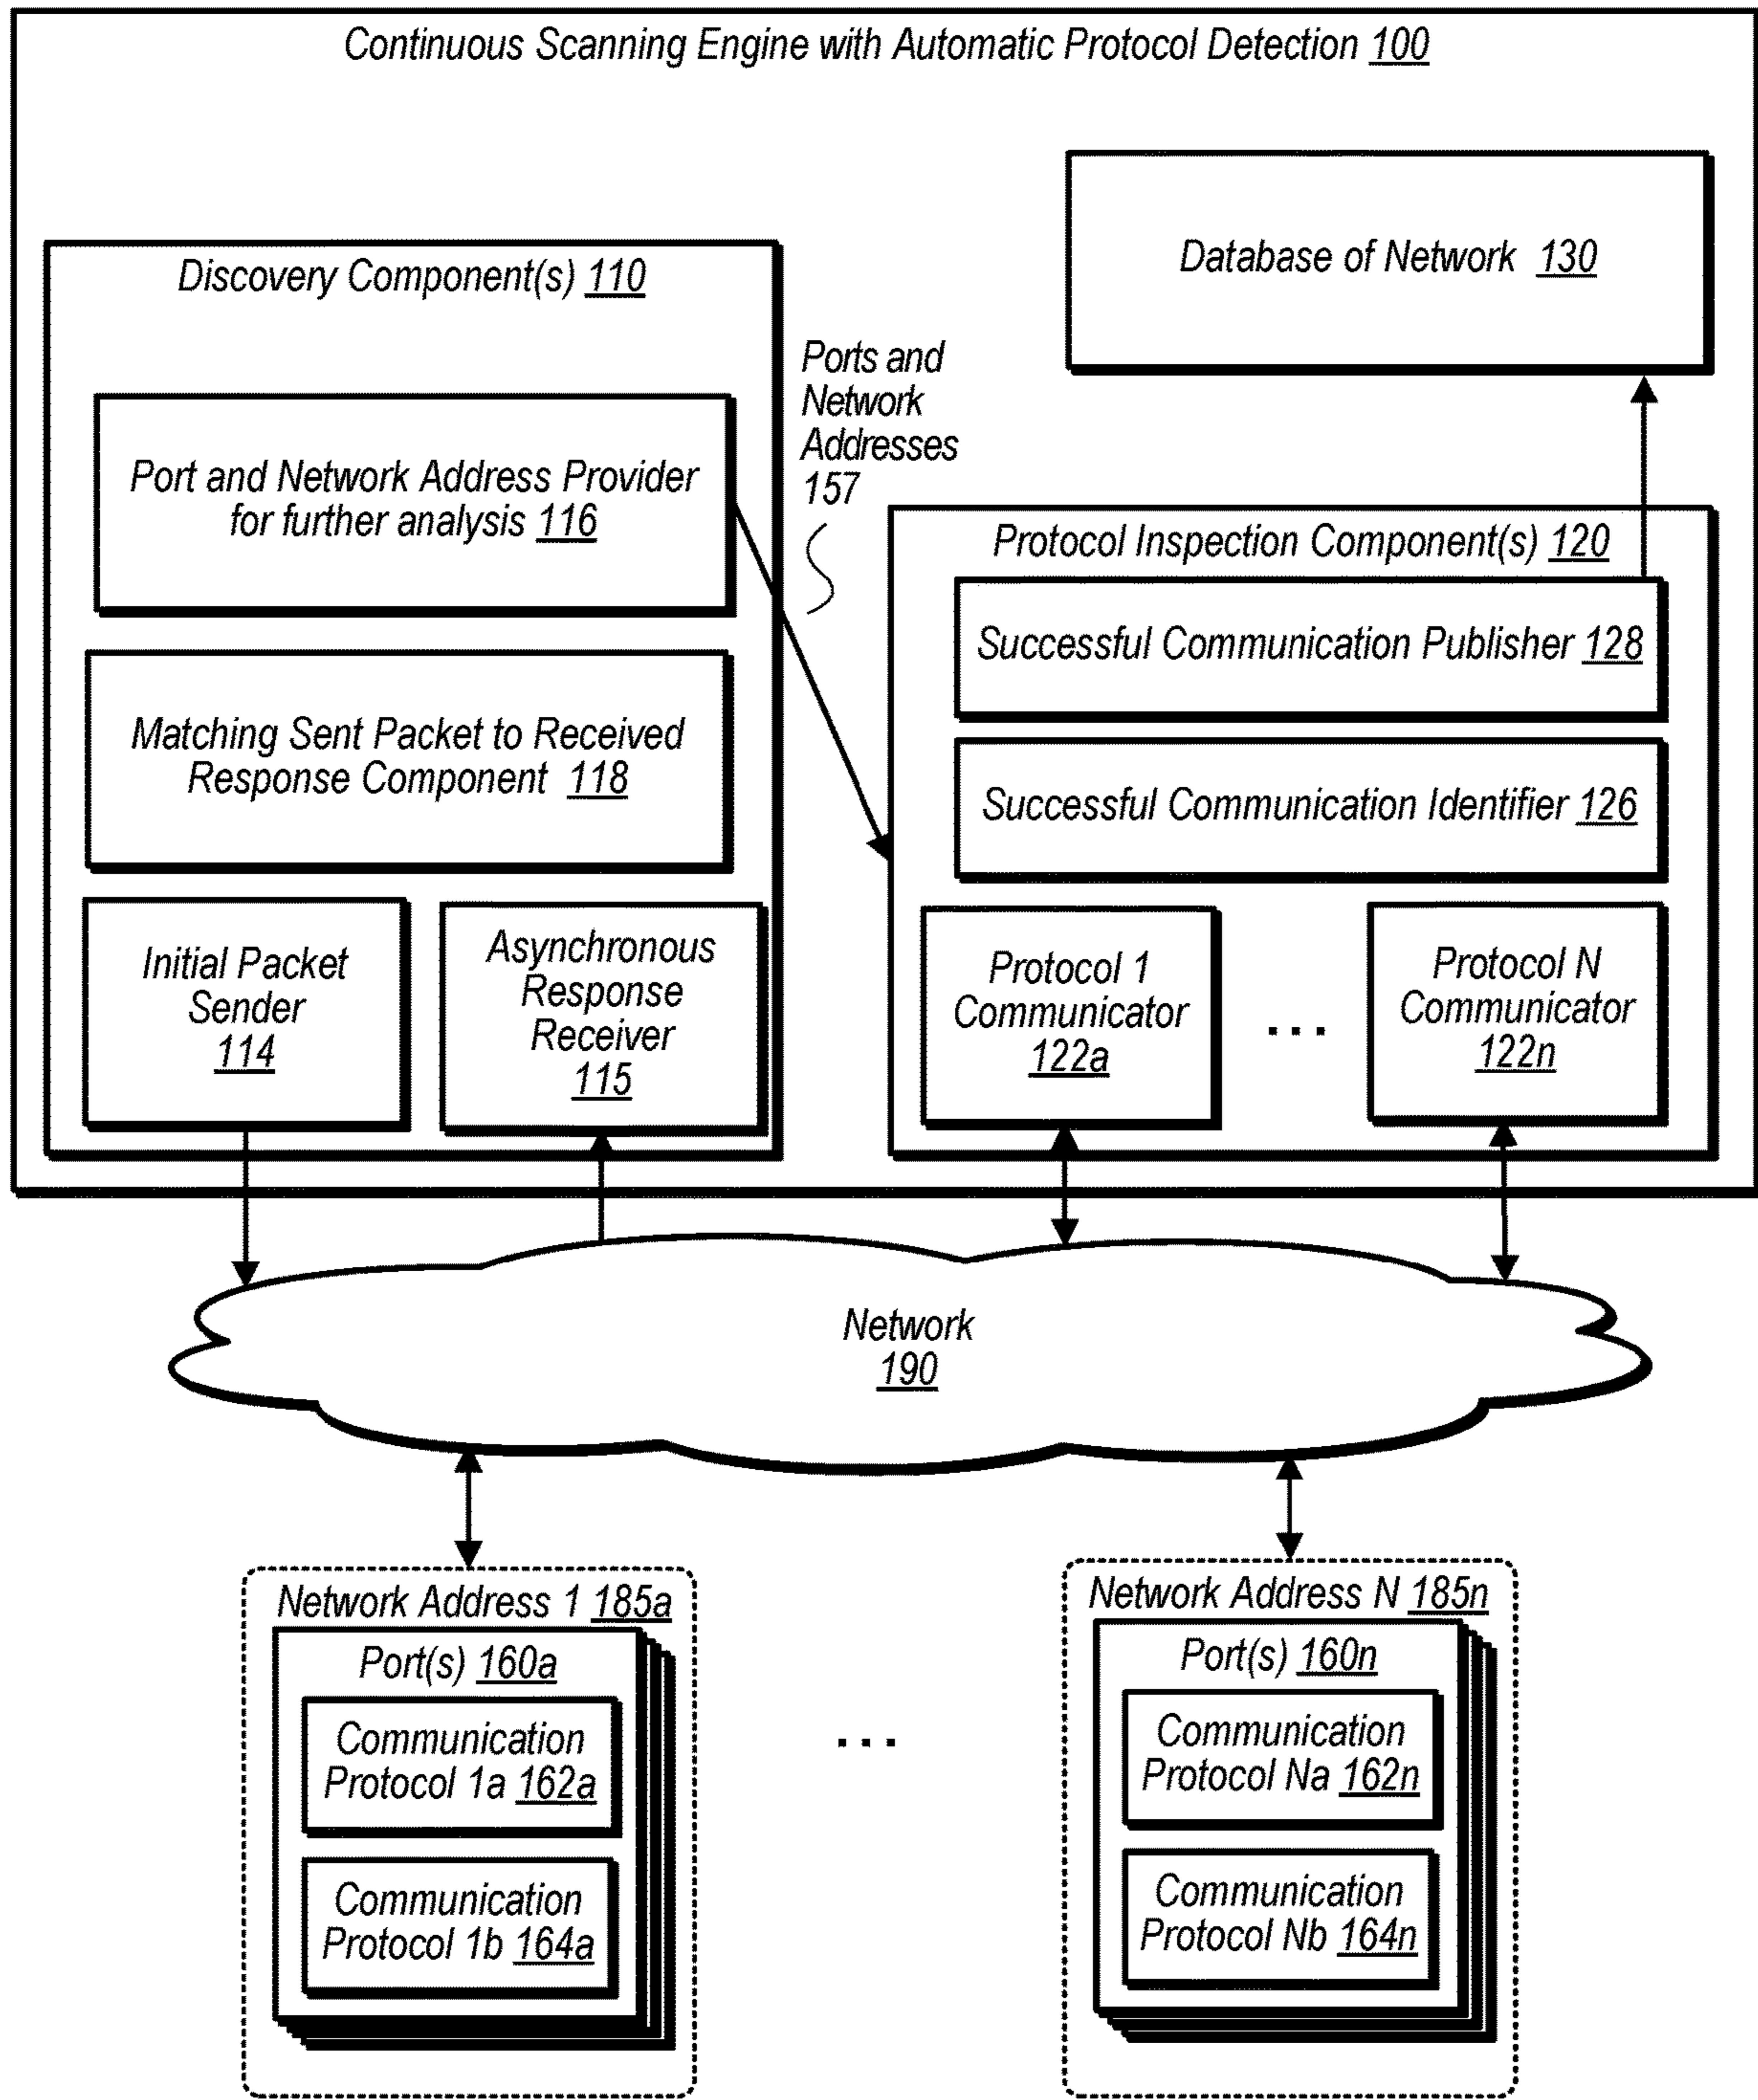 Continuous Scanning Engine with Automatic Protocol Detection 100
Database of Network 130
Discovery Component(s) 110
Ports and
Network
Addresses
157
Port and Network Address Provider
for further analysis 116
Protocol Inspection Component(s) 120
Successful Communication Publisher 128
Matching Sent Packet to Received
Response Component 118
Successful Communication Identifier 126
Initial Packet
Sender
114
Asynchronous
Response
Receiver
115
Protocol 1
Communicator
122a
...
Protocol N
Communicator
122n
Network
190
Network Address 1 185a
Port(s) 160a
Communication
Protocol 1a 162a
Communication
Protocol 1b 164a
...
Network Address N 185n
Port(s) 160n
Communication
Protocol Na 162n
Communication
Protocol Nb 164n